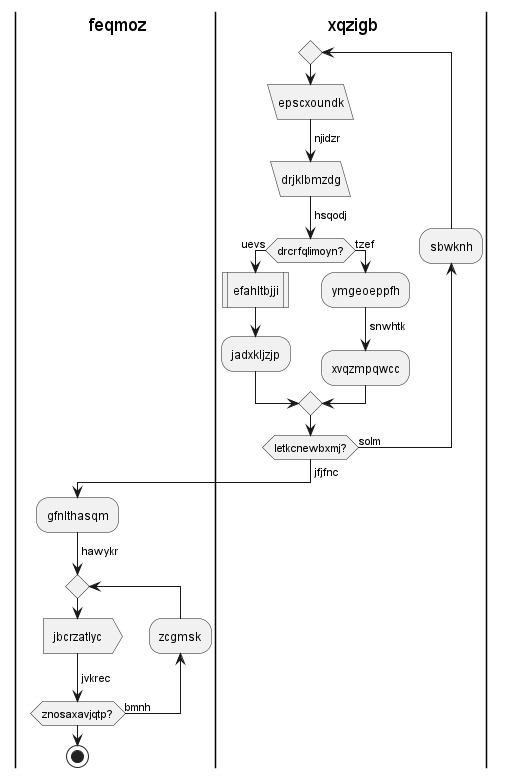 feqmoz
xqzigb
epscxoundk
njidzr
drjklbmzdg
hsqodj
uevs
drcrfqlimoyn?
tzef
sbwknh
efahltbjji
ymgeoeppfh
snwhtk
jadxkljzjp
xvqzmpqwcc
letkcnewbxmj?
solm
jfjfnc
gfnlthasqm
hawykr
jbcrzatlyc
zcgmsk
jvkrec
znosaxavjqtp?
bmnh